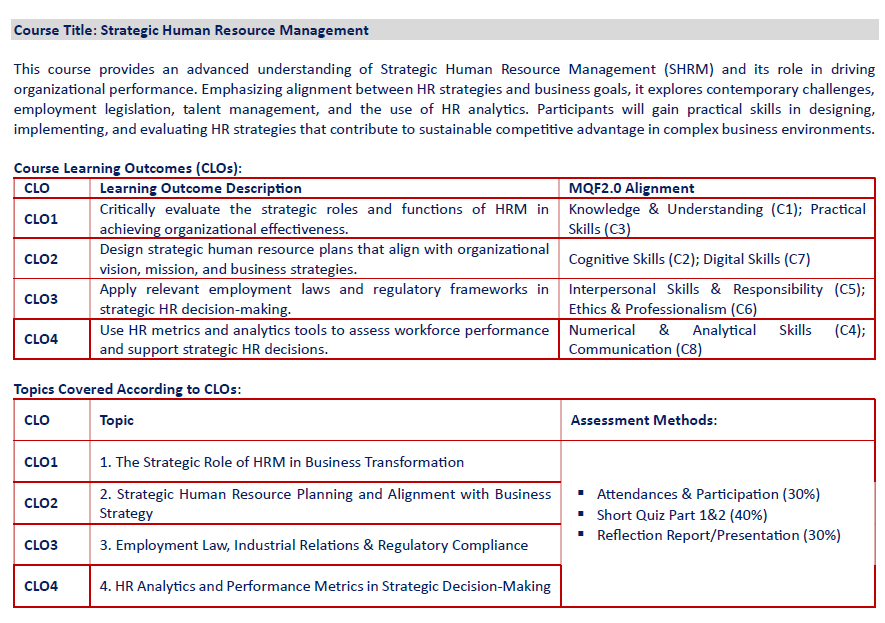 Course Title: Strategic Human Resource Management
This course provides an advanced understanding of Strategic Human Resource Management (SHRM) and its role in driving
organizational performance. Emphasizing alignment between HR strategies and business goals, it explores contemporary challenges,
employment legislation, talent management, and the use of HR analytics. Participants will gain practical skills in designing,
implementing, and evaluating HR strategies that contribute to sustainable competitive advantage in complex business environments.
Course Learning Outcomes (CLOs):
CLO Learning Outcome Description MQF2.0 Alignment
CLO1
Critically evaluate the strategic roles and functions of HRM in
achieving organizational effectiveness.
Knowledge & Understanding (C1); Practical
Skills (C3)
CLO2
Design strategic human resource plans that align with organizational
vision, mission, and business strategies.
Cognitive Skills (C2); Digital Skills (C7)
CLO3
Apply relevant employment laws and regulatory frameworks in
strategic HR decision-making.
Interpersonal Skills & Responsibility (C5);
Ethics & Professionalism (C6)
CLO4
Use HR metrics and analytics tools to assess workforce performance
and support strategic HR decisions.
Numerical & Analytical Skills (C4);
Communication (C8)
Topics Covered According to CLOs:
CLO Topic Assessment Methods:
CLO1
1. The Strategic Role of HRM in Business Transformation
CLO2
2. Strategic Human Resource Planning and Alignment with Business
Strategy
CLO3
3. Employment Law, Industrial Relations & Regulatory Compliance
CLO4
4. HR Analytics and Performance Metrics in Strategic Decision-Making
▪ Attendances & Participation (30%)
▪ Short Quiz Part 1&2 (40%)
▪ Reflection Report/Presentation (30%)